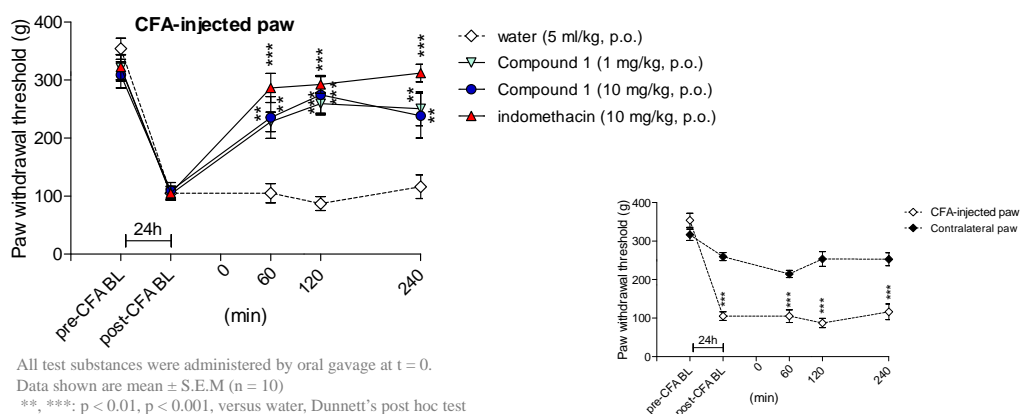 CFA-injected paw
Paw withdrawal threshold (g)
400
300
200
100
0
***
***
***
**
**
***
***
**
**
24h
pre-CFA BL
post-CFA BL
0
60
120
240
(min)
water (5 ml/kg, p.o.)
Compound 1 (1 mg/kg, p.o.)
Compound 1 (10 mg/kg, p.o.)
indomethacin (10 mg/kg, p.o.)
Paw withdrawal threshold (g)
400
300
200
100
0
***
***
***
***
24h
pre-CFA BL
post-CFA BL
0
60
120
240
(min)
CFA-injected paw
Contralateral paw
All test substances were administered by oral gavage at t = 0.
Data shown are mean ± S.E.M (n = 10)
**, ***: p < 0.01, p < 0.001, versus water, Dunnett’s post hoc test